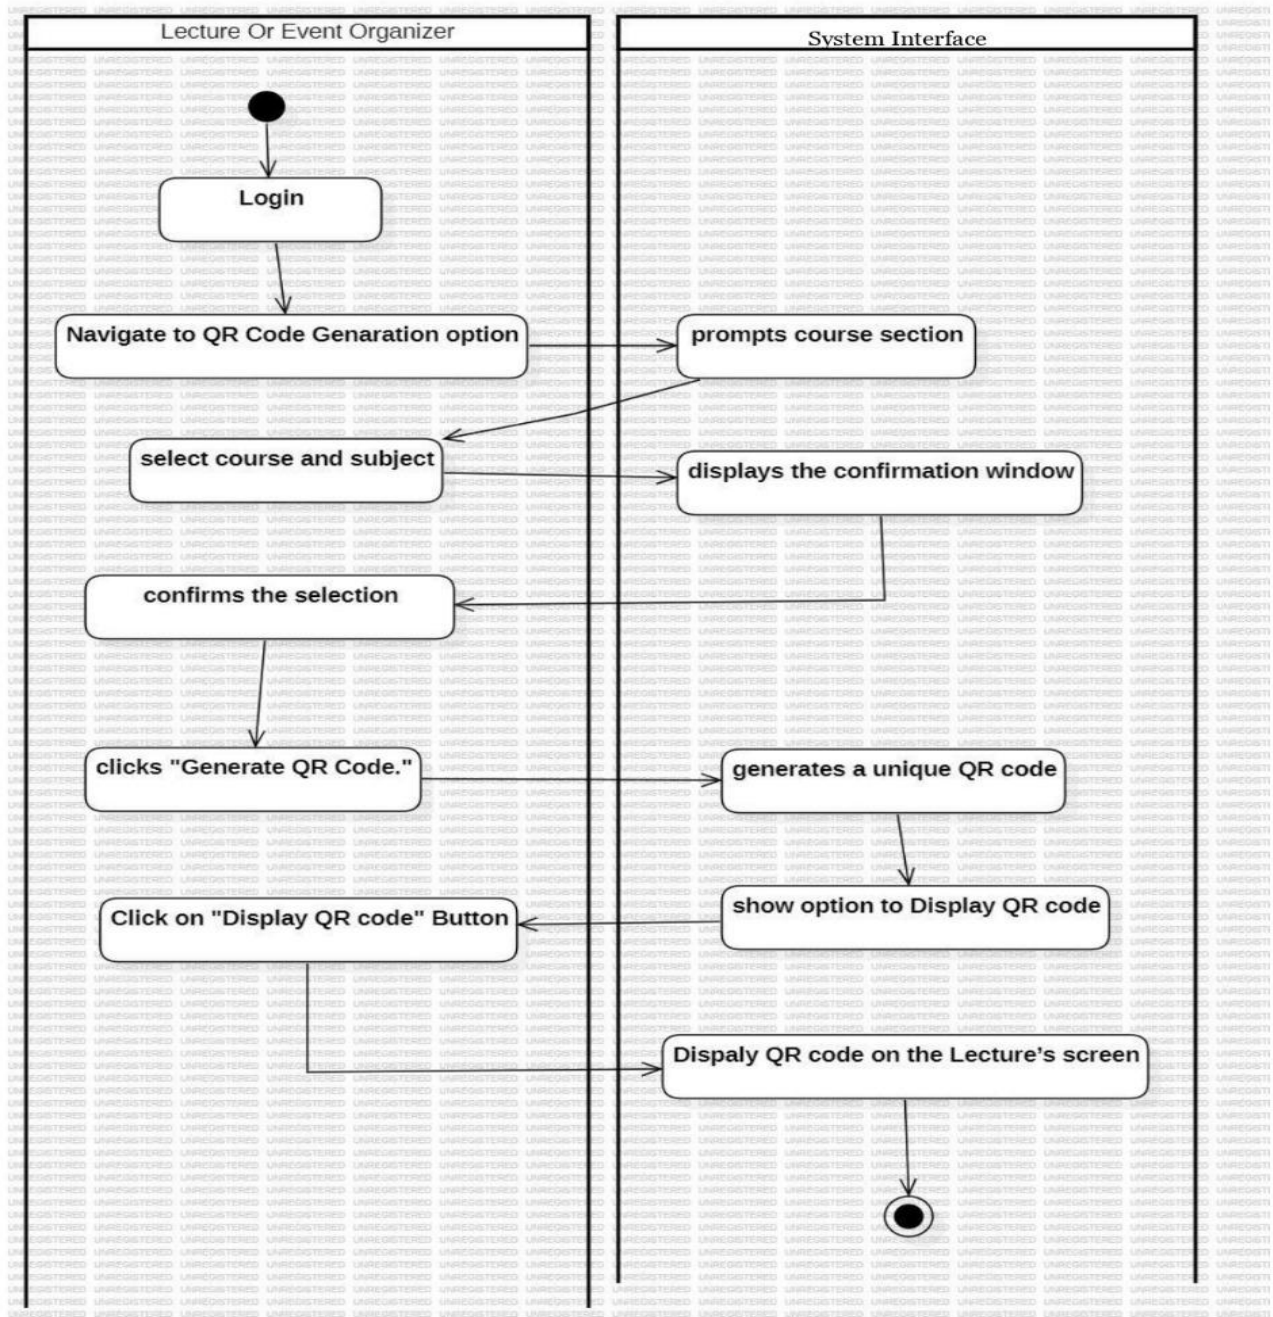 Lecture Or Event Organizer
System Interface
Login
Navigate to QR Code Genaration option
prompts course section
select course and subject
displays the confirmation window
confirms the selection
clicks "Generate QR Code."
generates a unique QR code
show option to Display QR code
Click on "Display QR code" Button
Dispaly QR code on the Lecture’s screen
UNREGISTERED